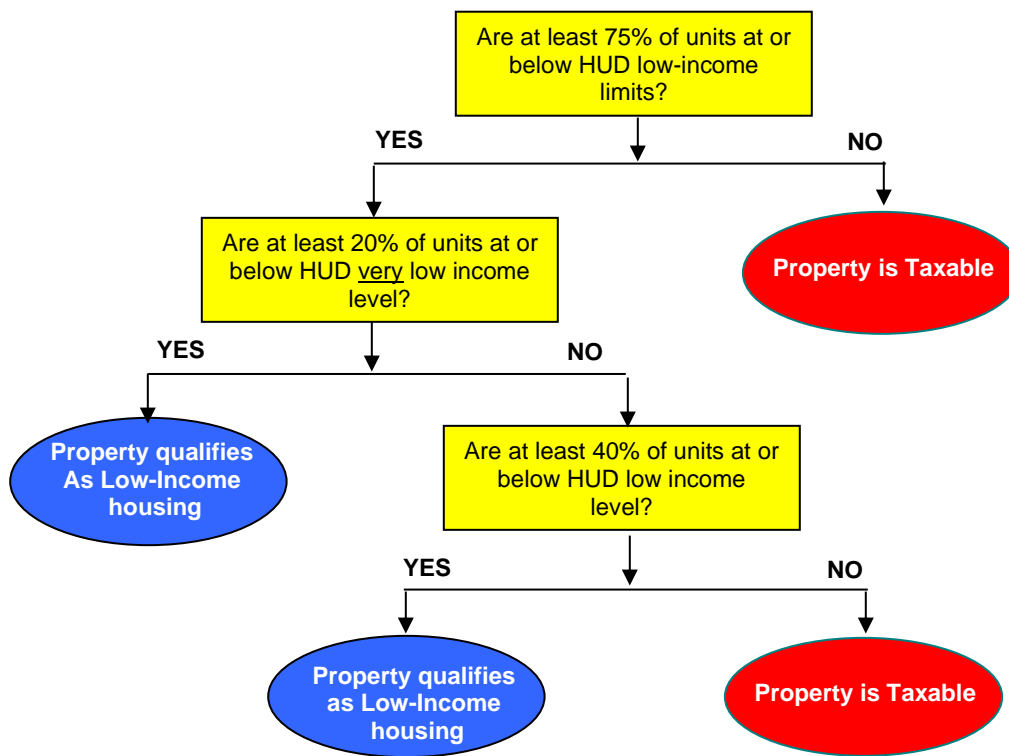 Are at least 75% of units at or
below HUD low-income
limits?
YES
NO
Are at least 20% of units at or
below HUD very low income
level?
Property is Taxable
YES
NO
Property qualifies
As Low-Income
housing
Are at least 40% of units at or
below HUD low income
level?
YES
NO
Property qualifies
as Low-Income
housing
Property is Taxable